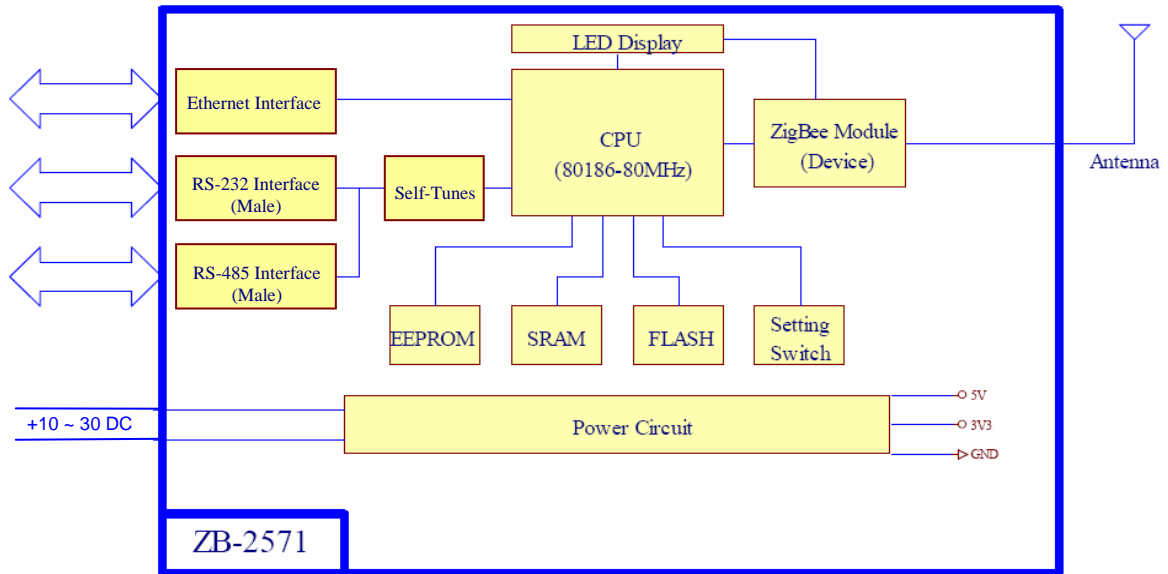 LED Display
Ethernet Interface
CPU
(80186-80MHz)
ZigBee Module
(Device)
Antenna
RS-232 Interface
(Male)
Self-Tunes
RS-485 Interface
(Male)
EEPROM
SRAM
FLASH
Setting
Switch
+10 ~ 30 DC
Power Circuit
5V
3V3
GND
ZB-2571